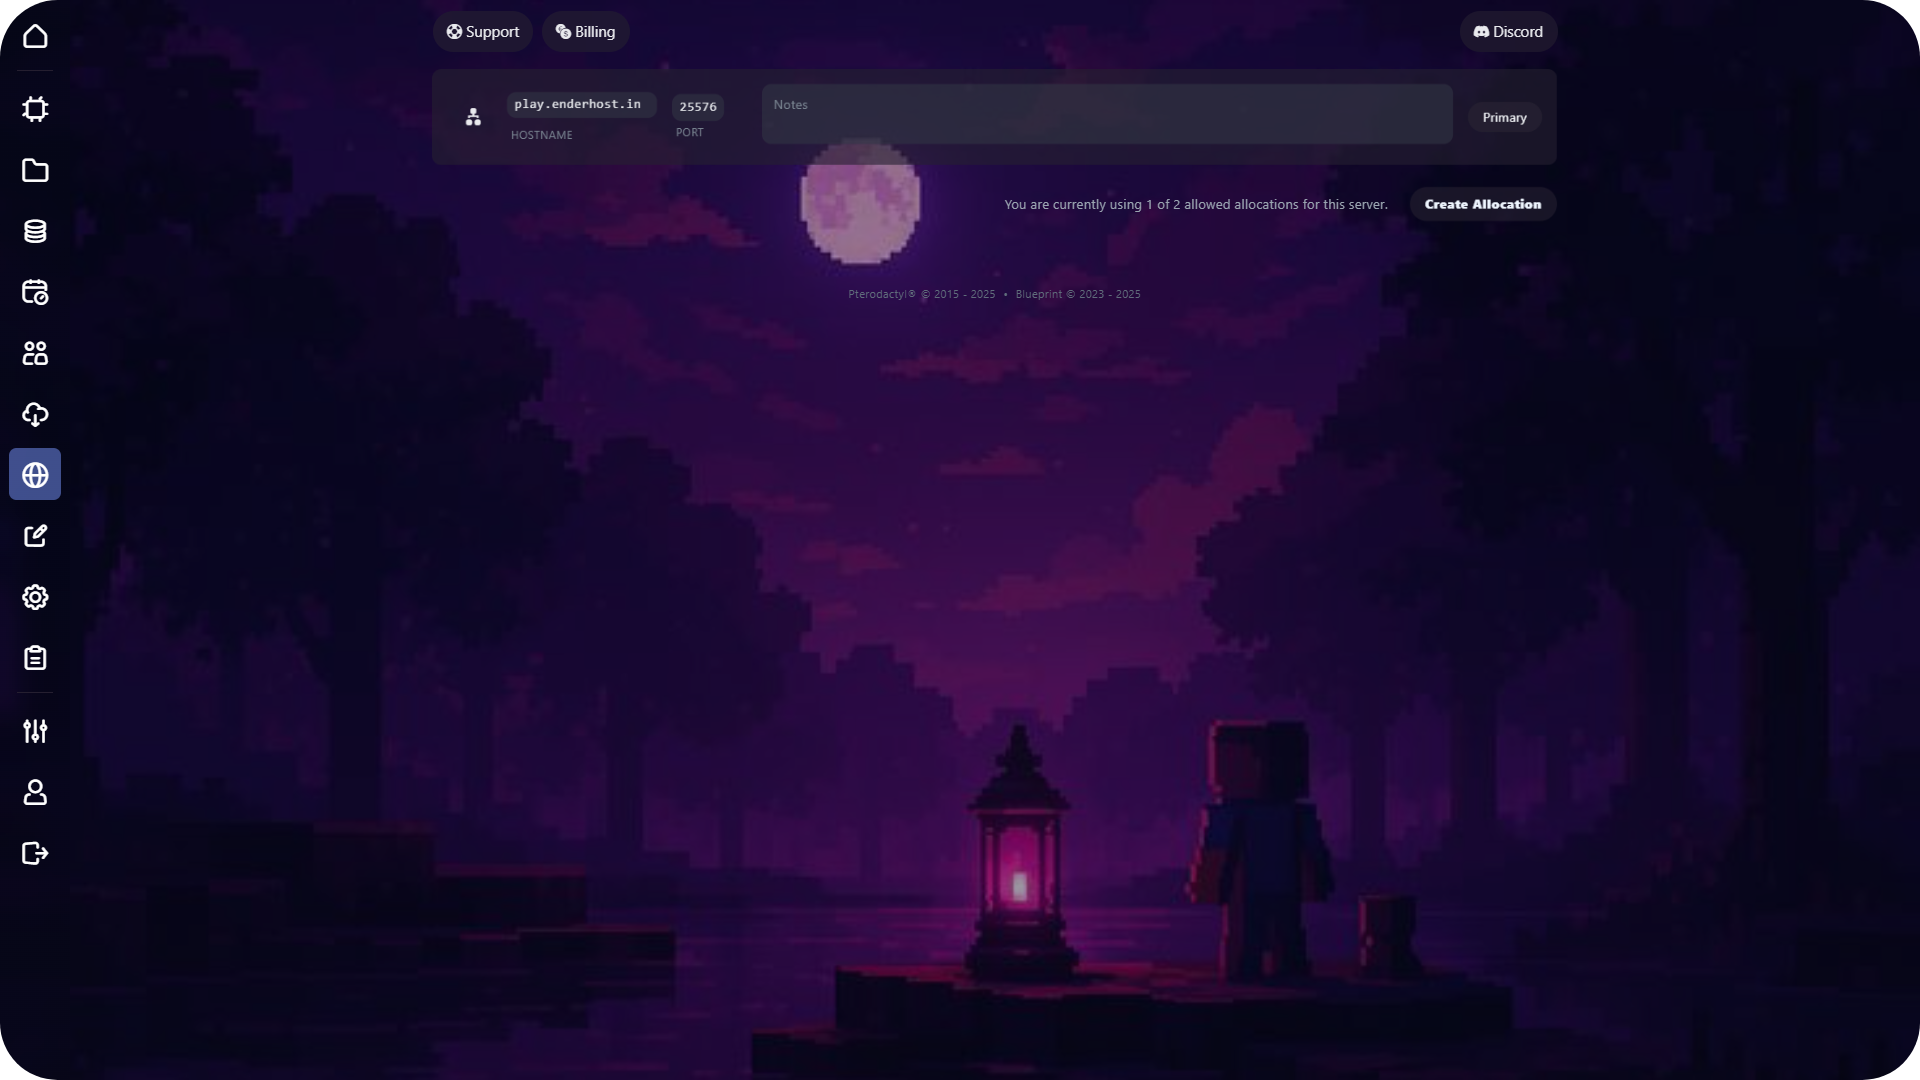 Support
Billing
Discord
play.enderhost.in
HOSTNAME
25576
PORT
Notes
Primary
You are currently using 1 of 2 allowed allocations for this server.
Create Allocation
Pterodactyl® © 2015 - 2025 • Blueprint © 2023 - 2025